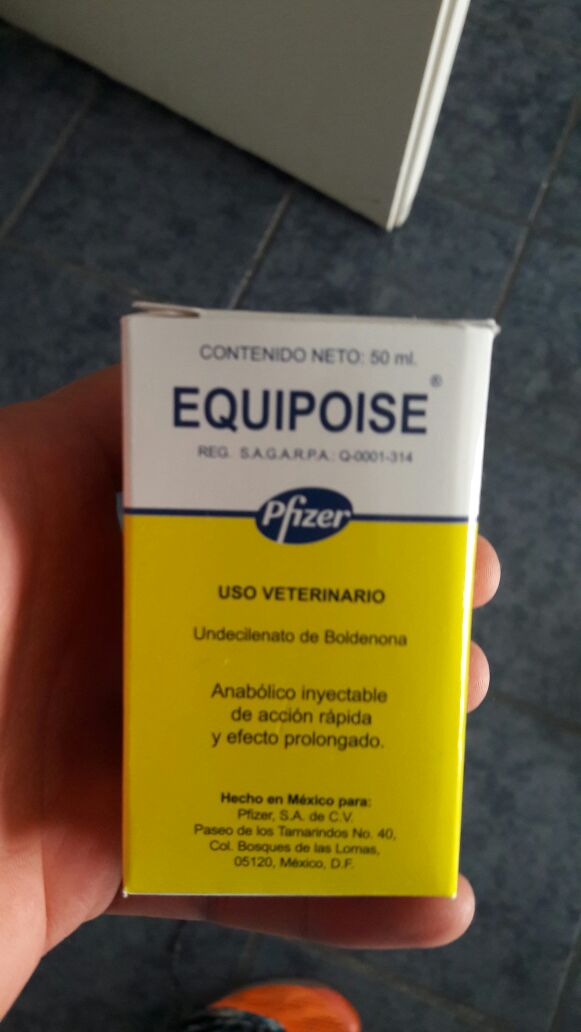 CONTENIDO NETO: 50 ml.
EQUIPOISE®
REG. S.A.G.A.R.P.A.: Q-0001-314
Pfizer
USO VETERINARIO
Undecilenato de Boldenona
Anabólico inyectable
de acción rápida
y efecto prolongado.
Hecho en México para:
Pfizer, S.A. de C.V.
Paseo de los Tamarindos No. 40,
Col. Bosques de las Lomas,
05120, México, D.F.